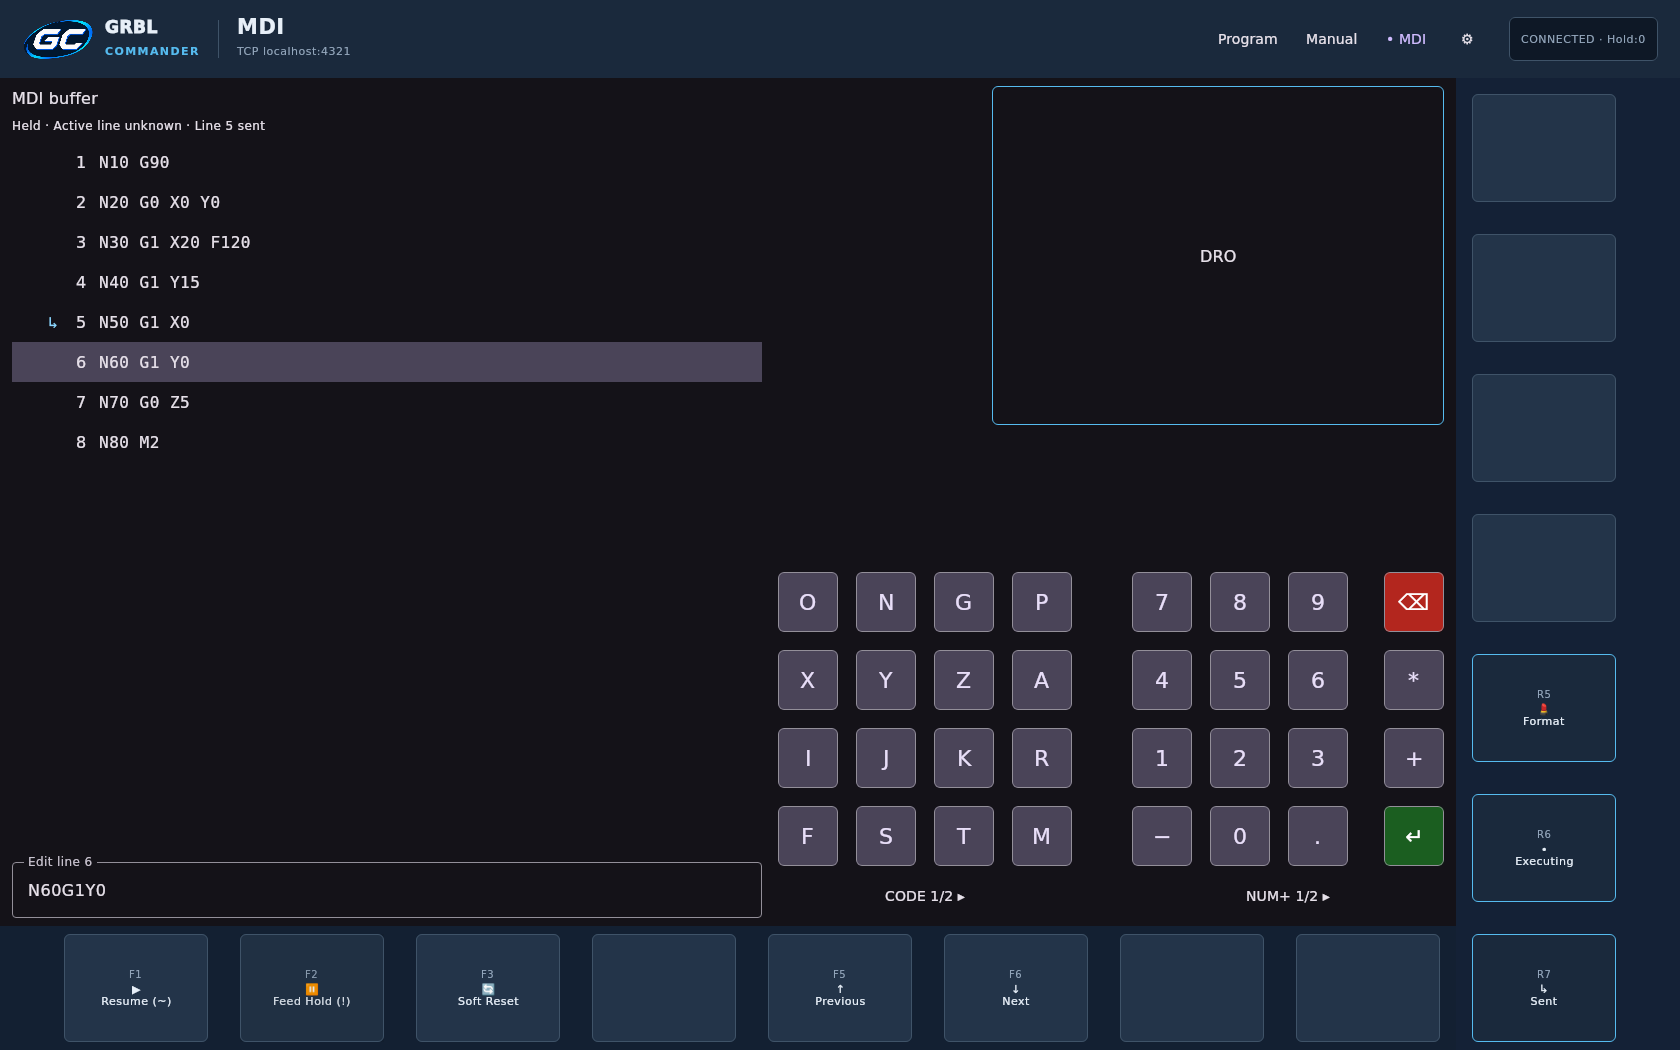 GC
GRBL
COMMANDER
MDI
TCP localhost:4321
Program
Manual
• MDI
⚙
CONNECTED · Hold:0
MDI buffer
Held · Active line unknown · Line 5 sent
1 N10 G90
2 N20 G0 X0 Y0
3 N30 G1 X20 F120
4 N40 G1 Y15
↳ 5 N50 G1 X0
6 N60 G1 Y0
7 N70 G0 Z5
8 N80 M2
DRO
O N G P 7 8 9 ⌫
X Y Z A 4 5 6 *
I J K R 1 2 3 +
F S T M − 0 . ↵
CODE 1/2 ▸
NUM+ 1/2 ▸
Edit line 6
N60G1Y0
R5
Format
R6
•
Executing
R7
↳
Sent
F1
▶
Resume (~)
F2
⏸
Feed Hold (!)
F3
🔄
Soft Reset
F5
↑
Previous
F6
↓
Next